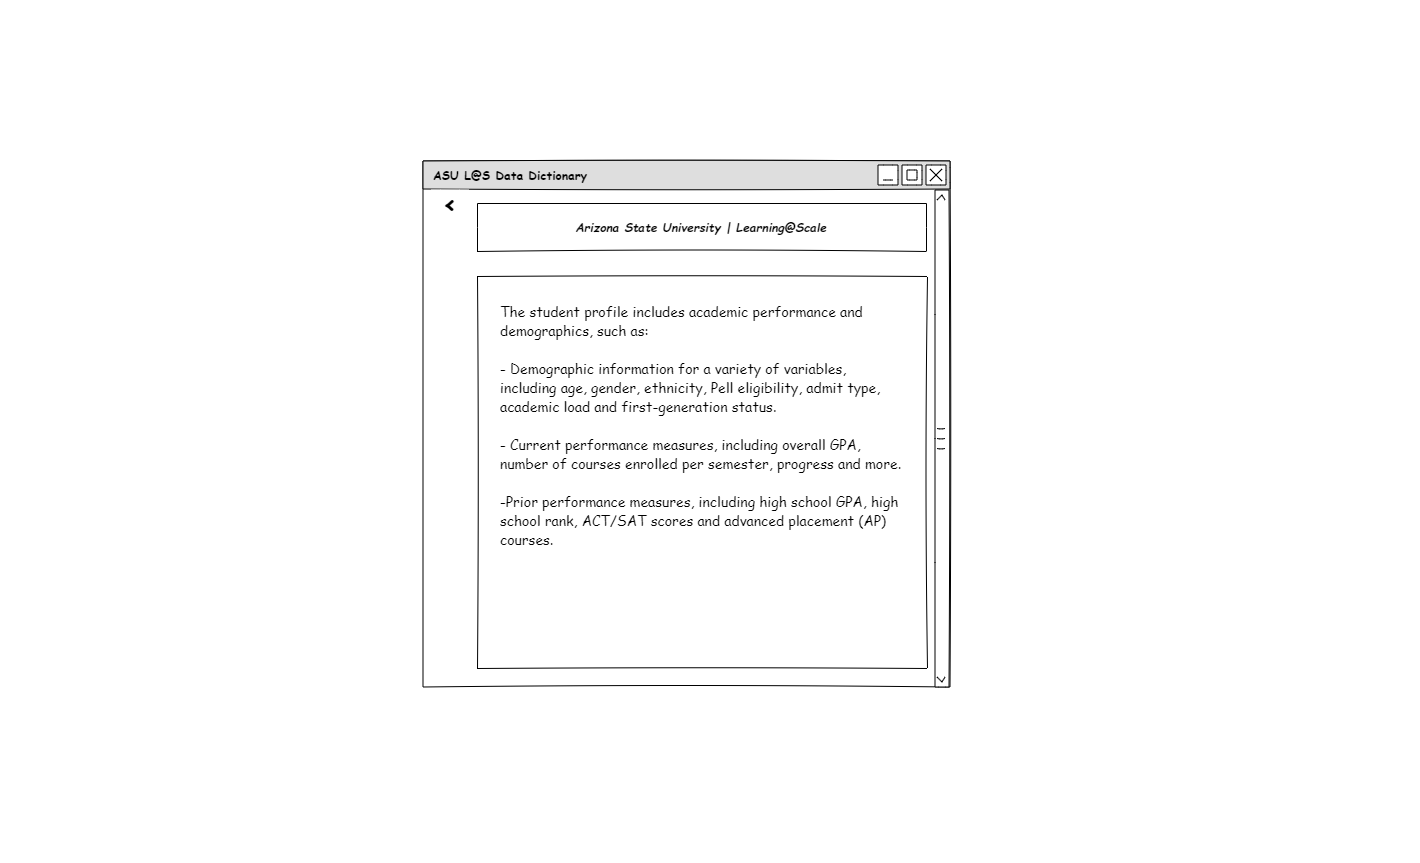 ASU L@S Data Dictionary
Arizona State University | Learning@Scale
The student profile includes academic performance and
demographics, such as:
- Demographic information for a variety of variables,
including age, gender, ethnicity, Pell eligibility, admit type,
academic load and first-generation status.
- Current performance measures, including overall GPA,
number of courses enrolled per semester, progress and more.
-Prior performance measures, including high school GPA, high
school rank, ACT/SAT scores and advanced placement (AP)
courses.